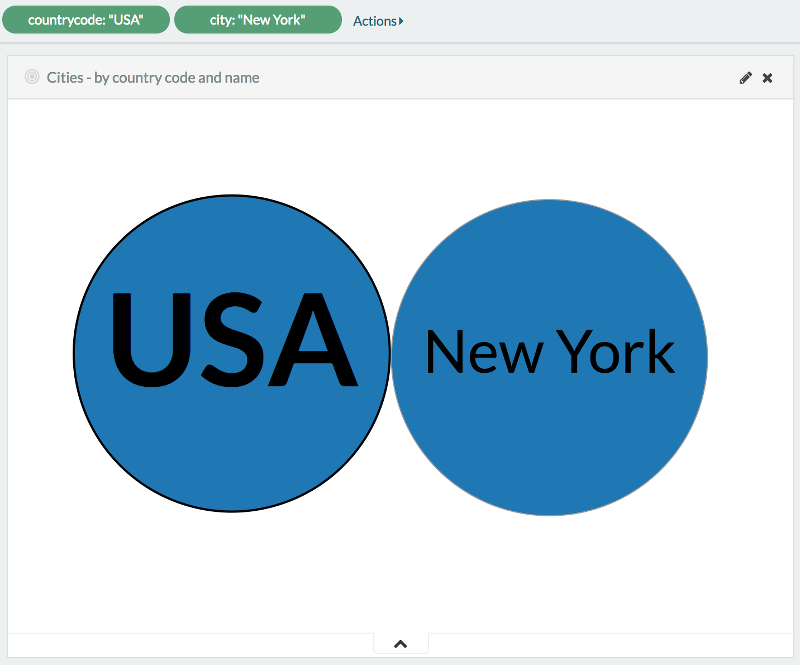 countrycode: "USA" city: "New York" Actions
Cities - by country code and name
USA New York